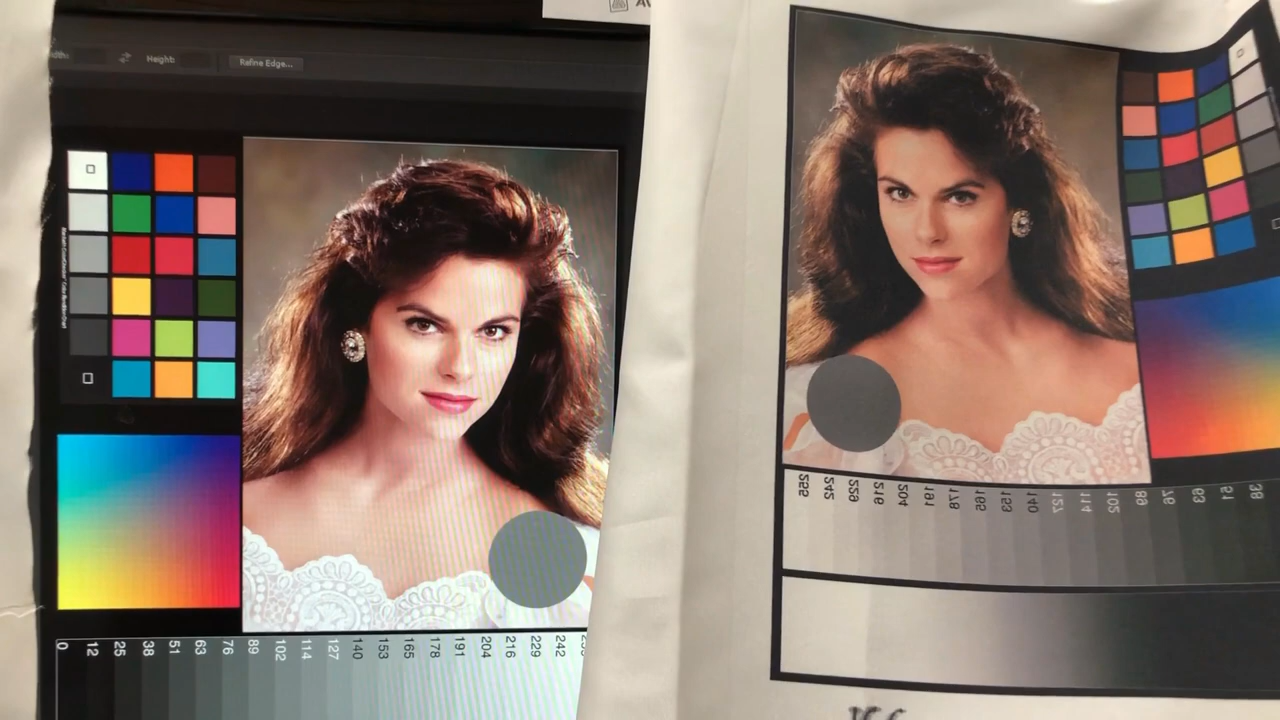 Height:
Refine Edge...
0 12 25 38 51 63 76 89 102 114 127 140 153 165 178 191 204 216 229 242
255 242 229 216 204 191 178 165 153 140 127 114 102 89 76 63 51 38